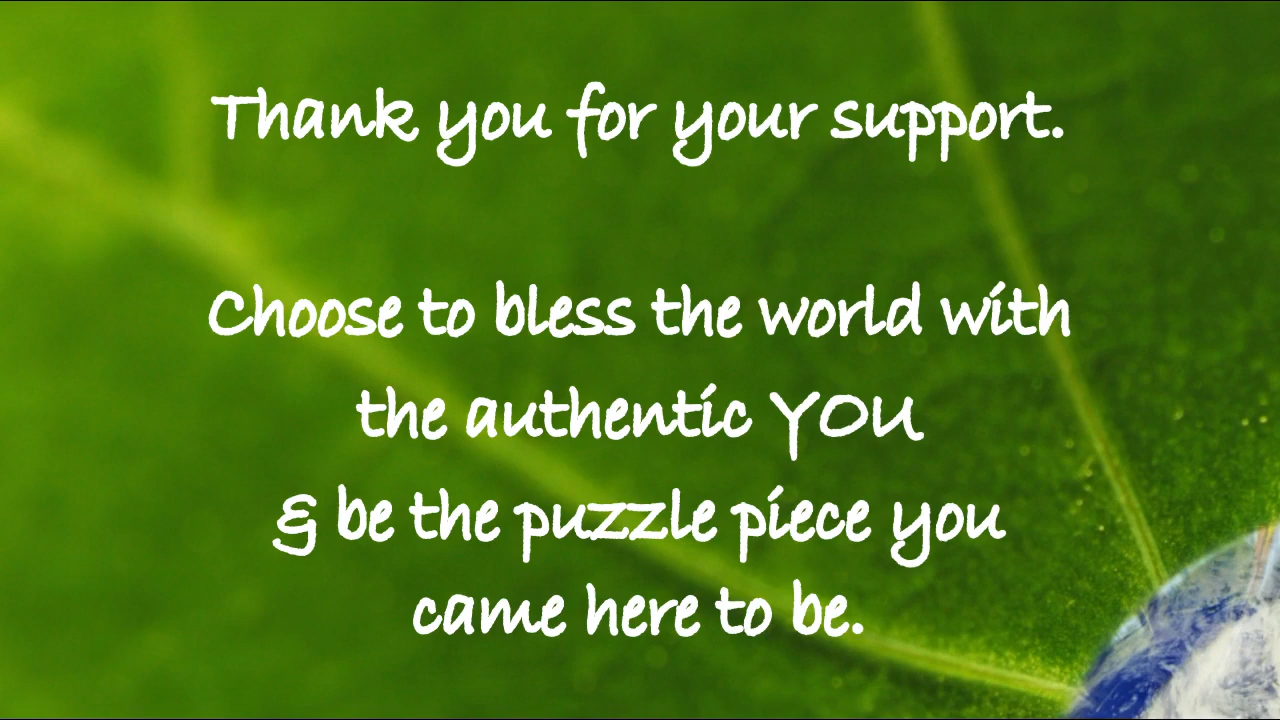 Thank you for your support.
Choose to bless the world with
the authentic YOU
& be the puzzle piece you
came here to be.